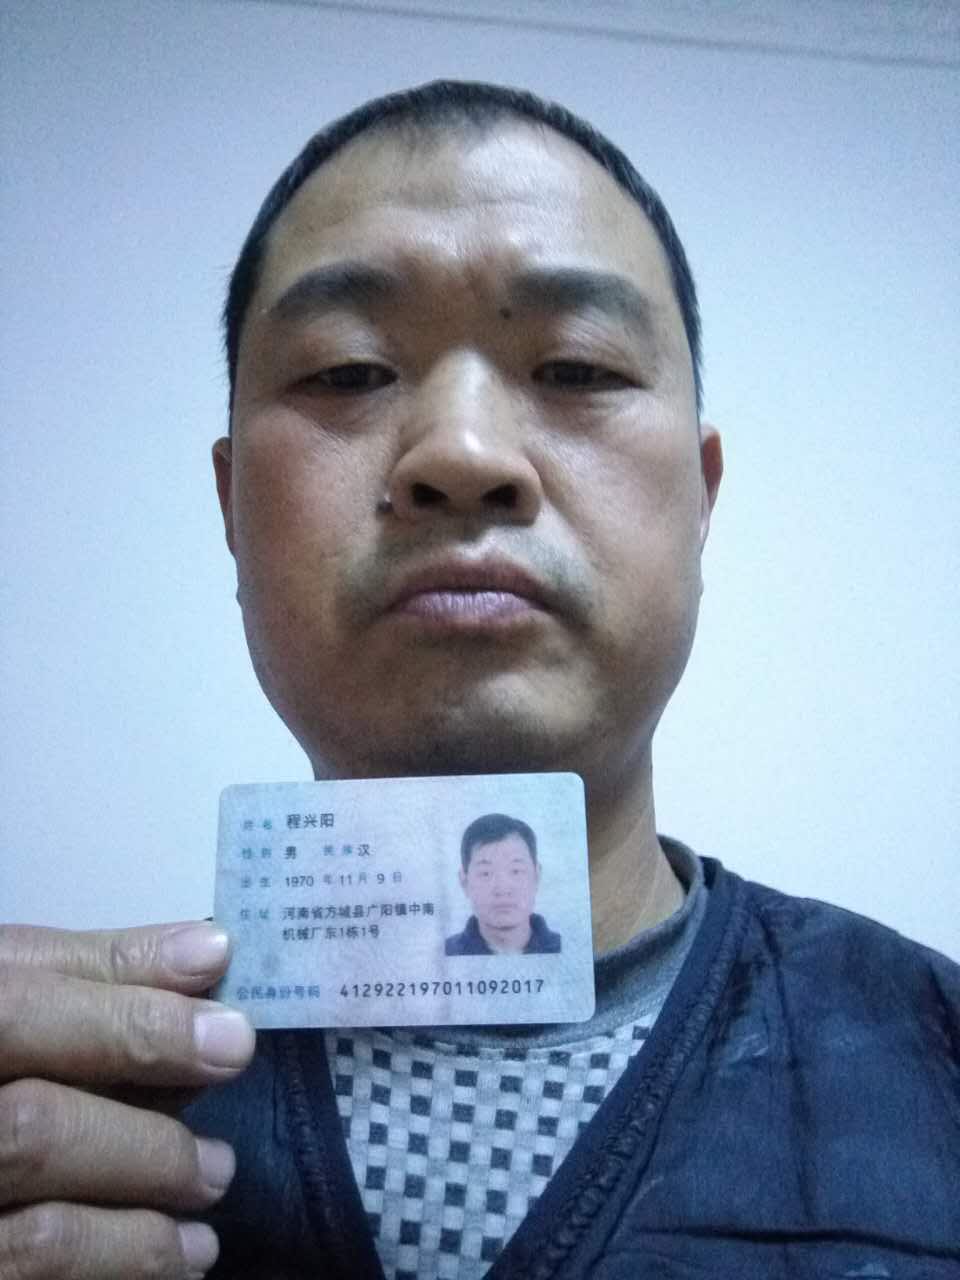 姓名 程兴阳
性别 男 民族 汉
出生 1970 年 11 月 9 日
住址 河南省方城县广阳镇中南
机械厂东1栋1号
公民身份号码 412922197011092017